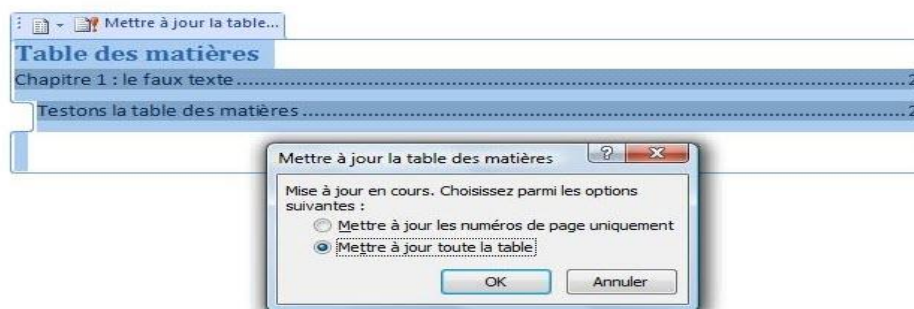 Mettre à jour la table...
Table des matières
Chapitre 1 : le faux texte........................................................................................................2
Testons la table des matières................................................................................................2
Mettre à jour la table des matières
Mise à jour en cours. Choisissez parmi les options
suivantes :
Mettre à jour les numéros de page uniquement
Mettre à jour toute la table
OK Annuler